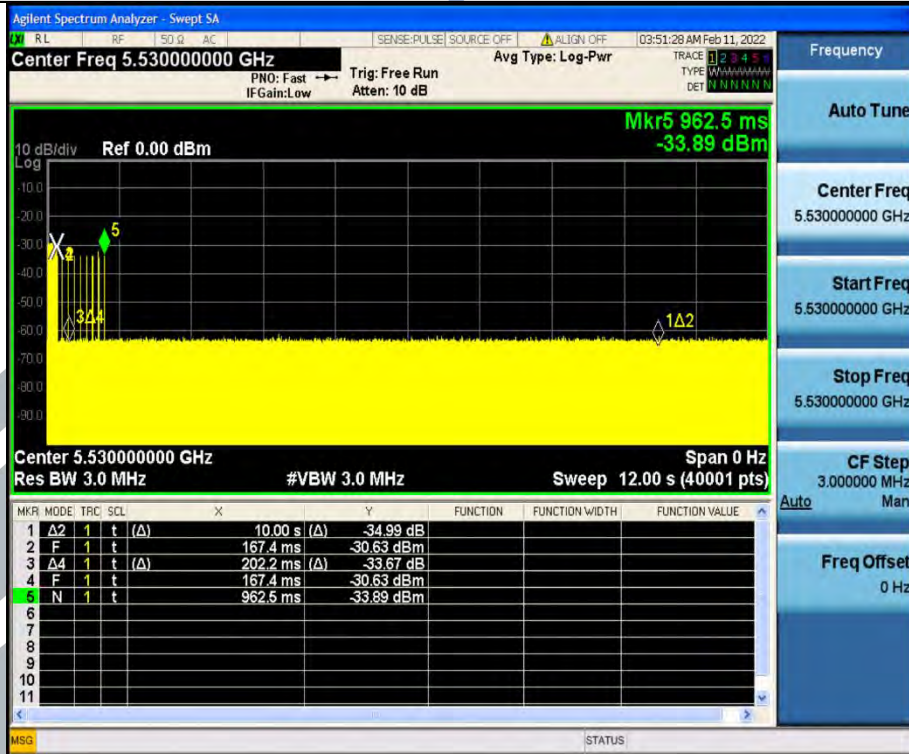 Agilent Spectrum Analyzer - Swept SA
LXI RL RF 50 Ω AC SENSE:PULSE SOURCE OFF ALIGN OFF 03:51:28 AM Feb 11, 2022
Center Freq 5.530000000 GHz
PNO: Fast
IFGain:Low
Trig: Free Run
Atten: 10 dB
Avg Type: Log-Pwr
TRACE 1 2 3 4 5 6
TYPE
DET N N N N N N
Mkr5 962.5 ms
-33.89 dBm
10 dB/div
Log
Ref 0.00 dBm
-10.0
-20.0
-30.0
-40.0
-50.0
-60.0
-70.0
-80.0
-90.0
5
3Δ4
1Δ2
Center 5.530000000 GHz Span 0 Hz
Res BW 3.0 MHz #VBW 3.0 MHz Sweep 12.00 s (40001 pts)
MKR MODE TRC SCL X Y FUNCTION FUNCTION WIDTH FUNCTION VALUE
1 Δ2 1 t (Δ) 10.00 s (Δ) -34.99 dB
2 F 1 t 167.4 ms -30.63 dBm
3 Δ4 1 t (Δ) 202.2 ms (Δ) -33.67 dB
4 F 1 t 167.4 ms -30.63 dBm
5 N 1 t 962.5 ms -33.89 dBm
6
7
8
9
10
11
MSG STATUS
Frequency
Auto Tune
Center Freq
5.530000000 GHz
Start Freq
5.530000000 GHz
Stop Freq
5.530000000 GHz
CF Step
3.000000 MHz
Auto Man
Freq Offset
0 Hz